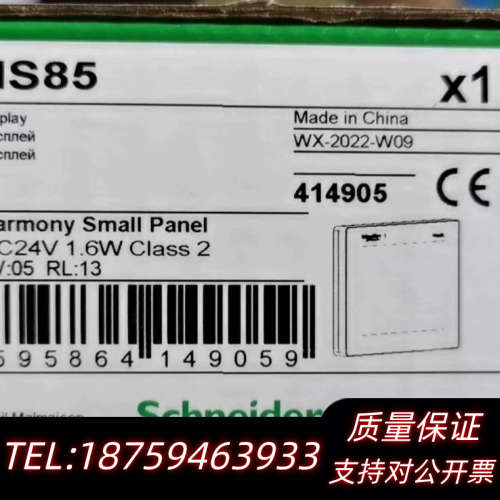 IS85
x1
play
сплей
сплей
Made in China
WX-2022-W09
414905
CE
armony Small Panel
C24V 1.6W Class 2
V:05 RL:13
595864 149059
Schneider
TEL:18759463933
质量保证
支持对公开票